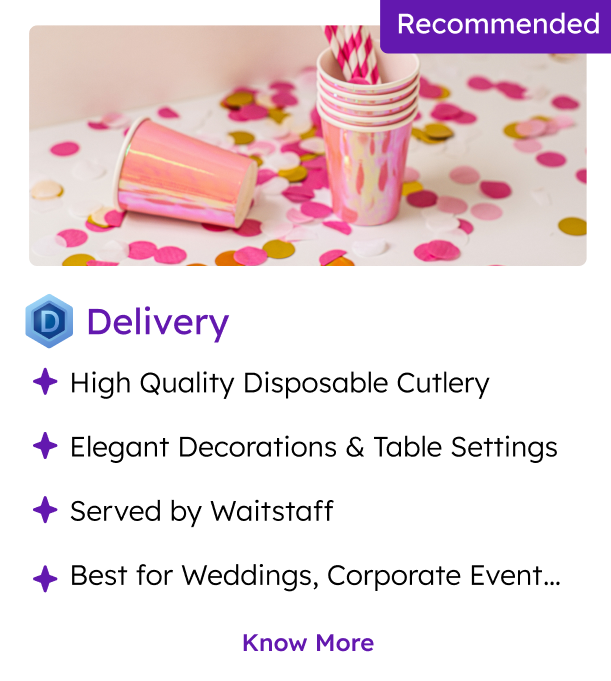 Recommended
D
Delivery
High Quality Disposable Cutlery
Elegant Decorations & Table Settings
Served by Waitstaff
Best for Weddings, Corporate Event...
Know More